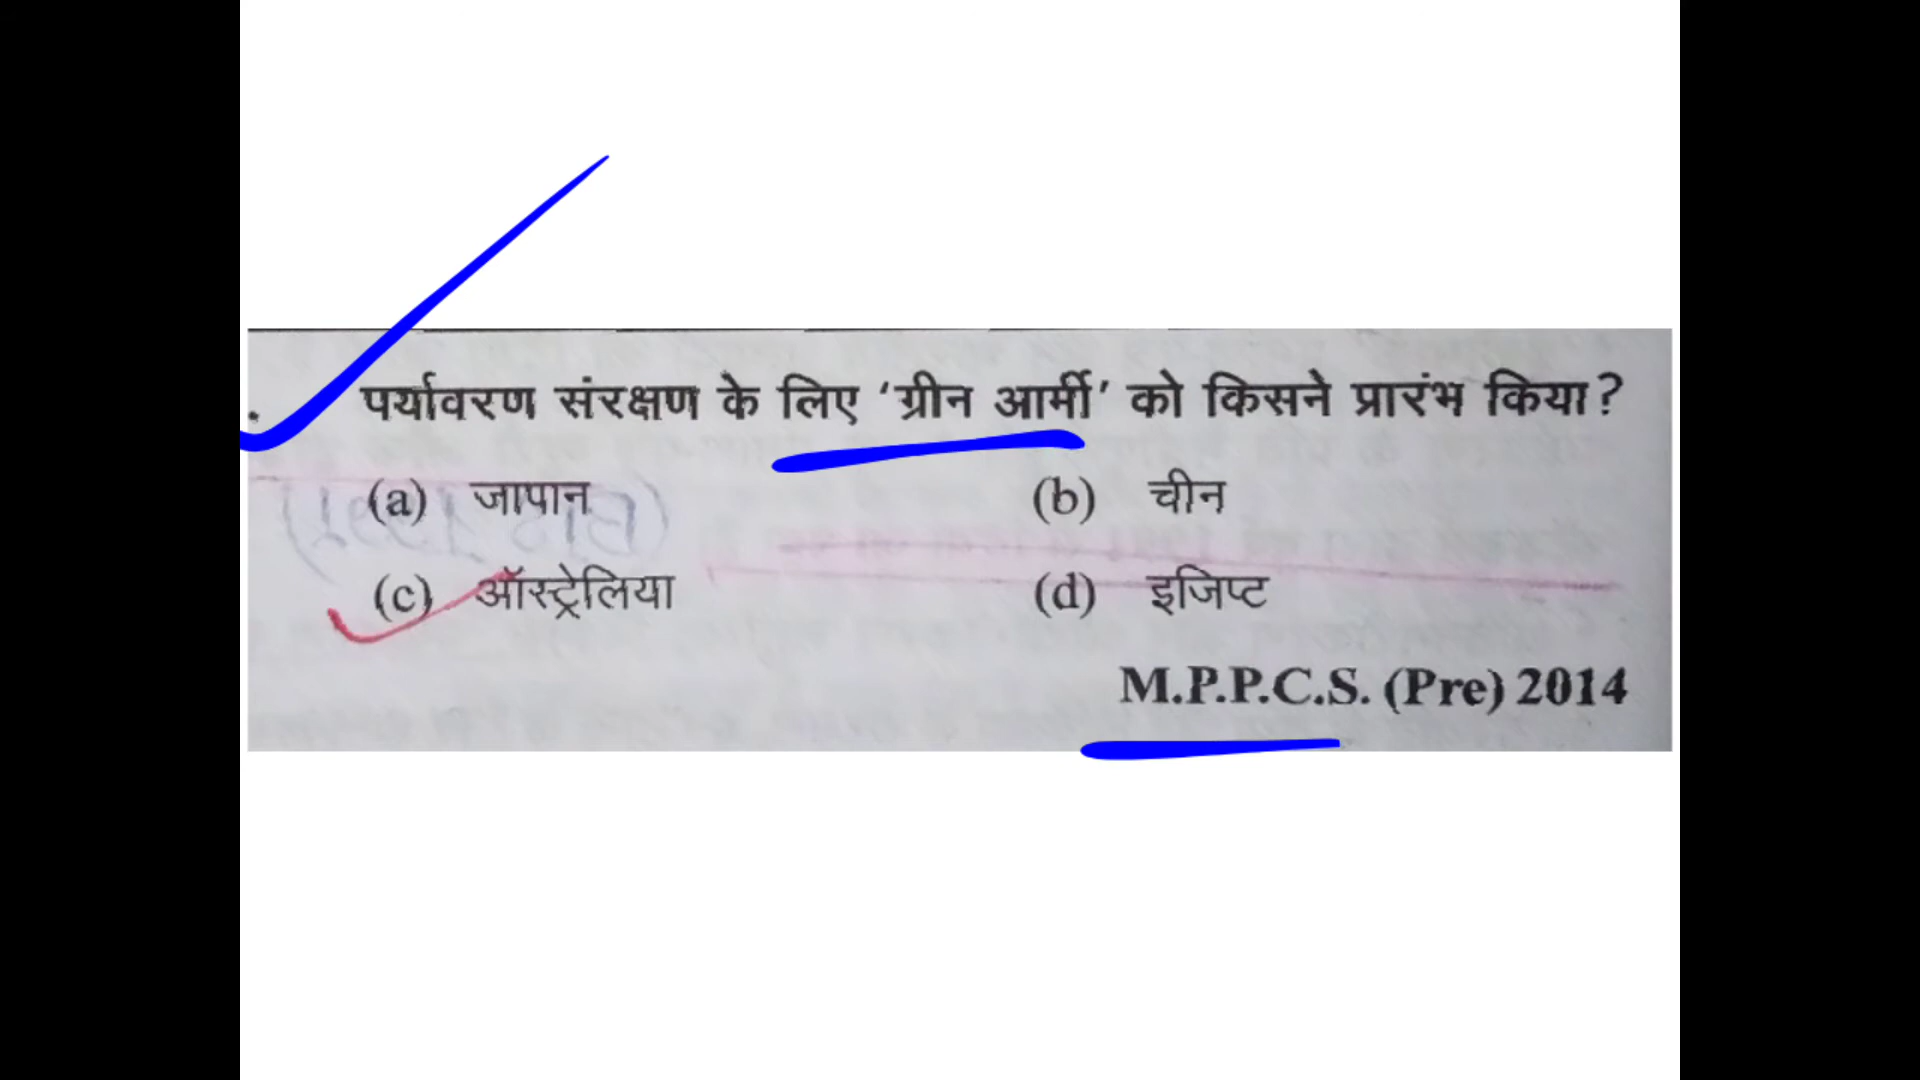 पर्यावरण संरक्षण के लिए ‘ग्रीन आर्मी’ को किसने प्रारंभ किया?
(a) जापान (b) चीन
(c) ऑस्ट्रेलिया (d) इजिप्ट
M.P.P.C.S. (Pre) 2014